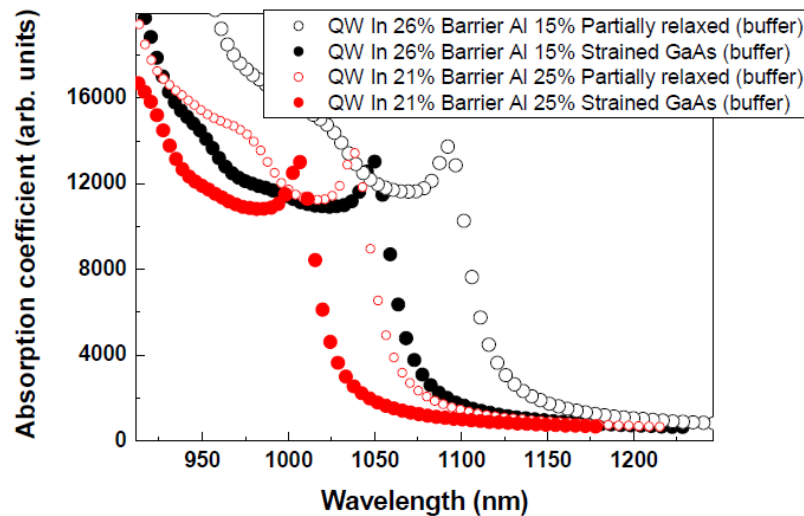 QW In 26% Barrier Al 15% Partially relaxed (buffer)
QW In 26% Barrier Al 15% Strained GaAs (buffer)
QW In 21% Barrier Al 25% Partially relaxed (buffer)
QW In 21% Barrier Al 25% Strained GaAs (buffer)
Absorption coefficient (arb. units)
16000
12000
8000
4000
0
950 1000 1050 1100 1150 1200
Wavelength (nm)